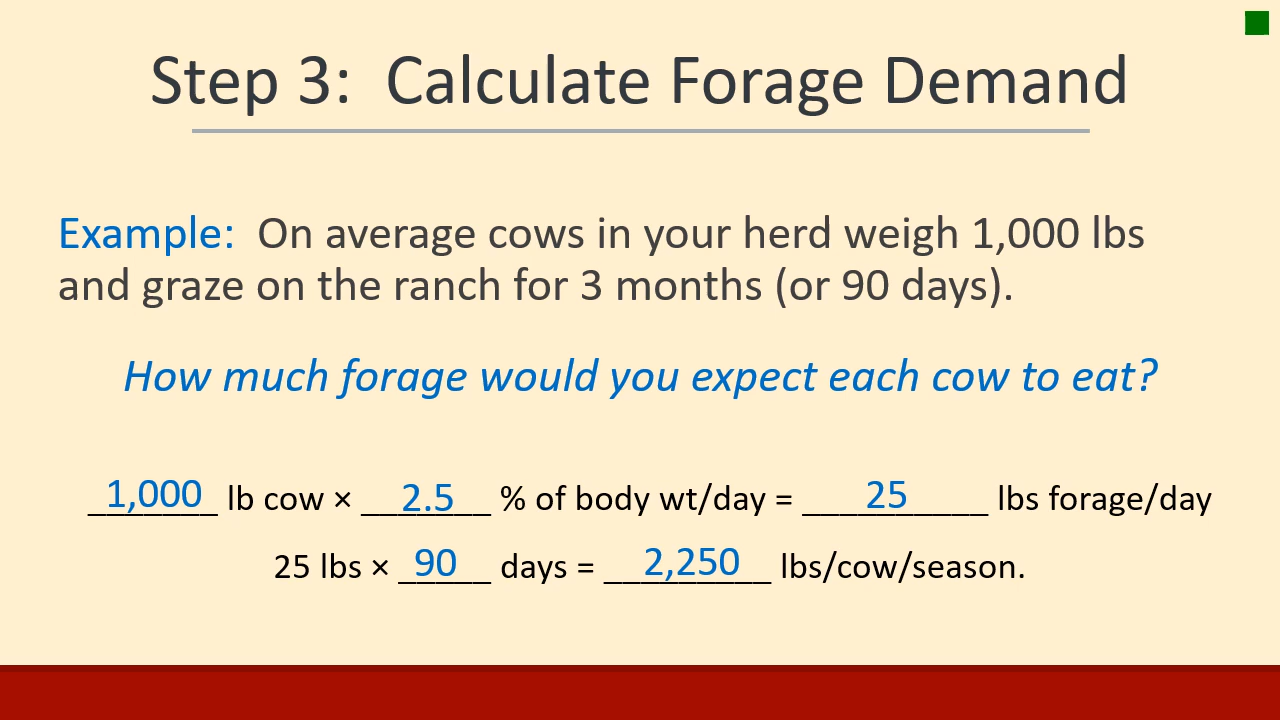 Step 3:  Calculate Forage Demand
Example:  On average cows in your herd weigh 1,000 lbs
and graze on the ranch for 3 months (or 90 days).
How much forage would you expect each cow to eat?
1,000 lb cow × 2.5 % of body wt/day = 25 lbs forage/day
25 lbs × 90 days = 2,250 lbs/cow/season.